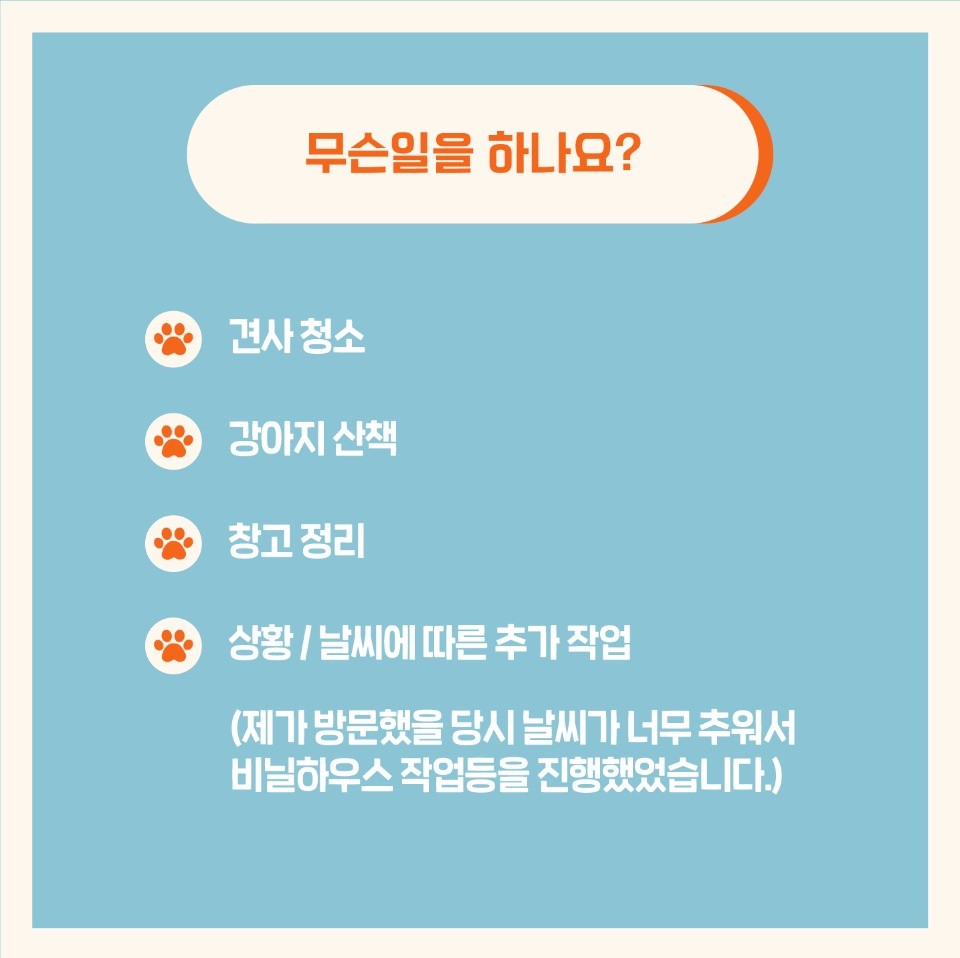 무슨일을 하나요?
견사 청소
강아지 산책
창고 정리
상황 / 날씨에 따른 추가 작업
(제가 방문했을 당시 날씨가 너무 추워서
비닐하우스 작업등을 진행했었습니다.)